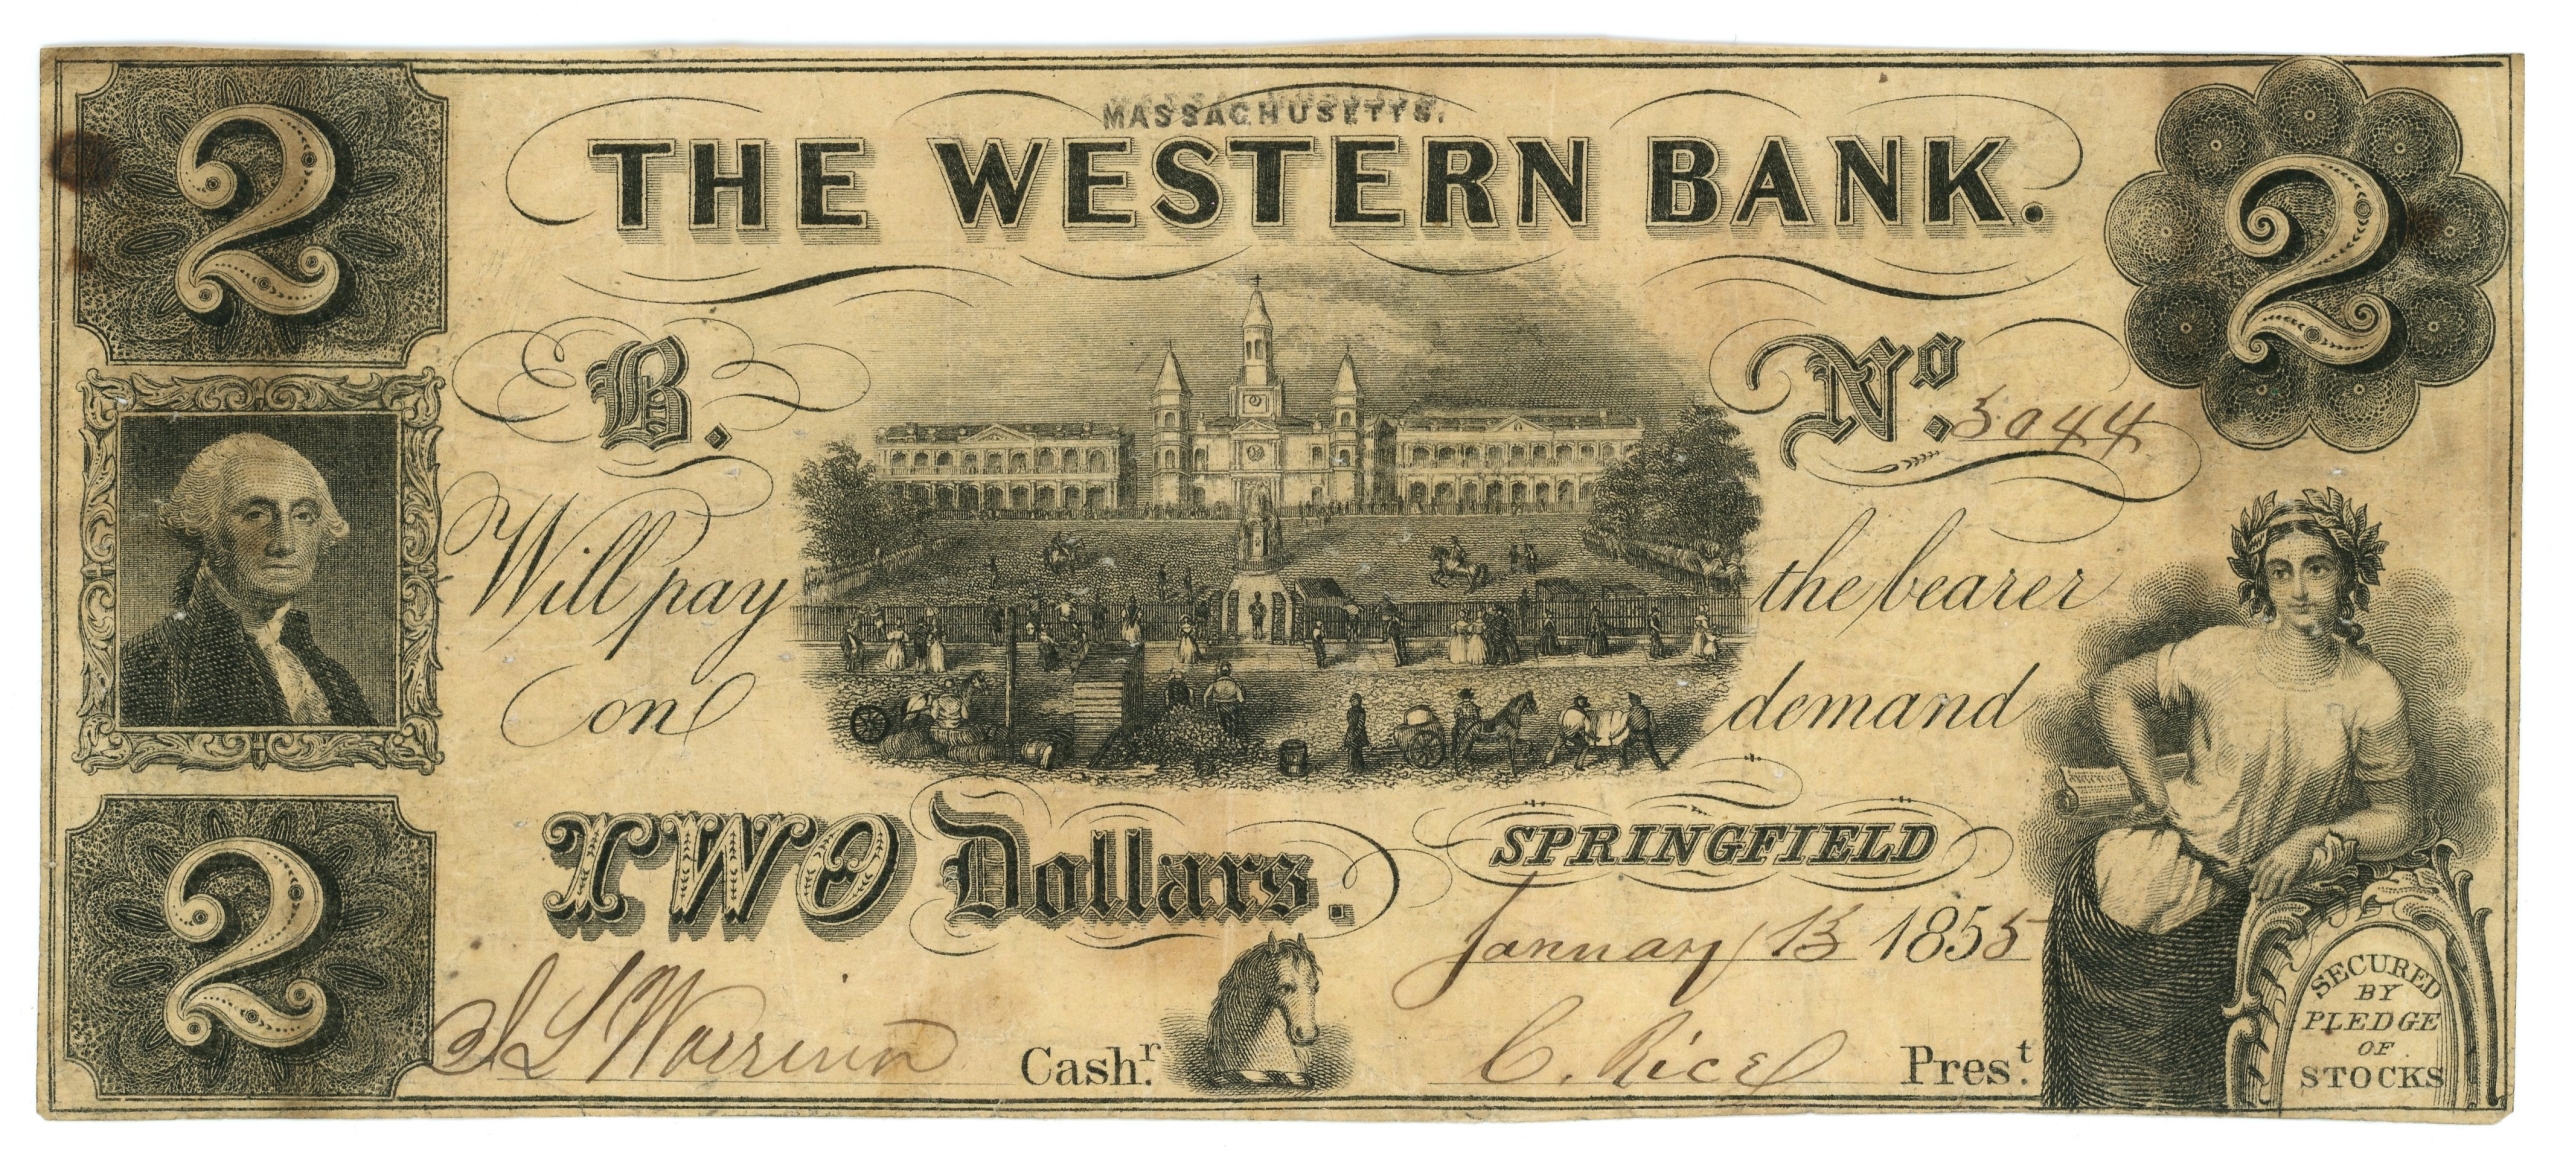 2
MASSACHUSETTS.
THE WESTERN BANK.
2
B.
No. 5044
Will pay
the bearer
on
demand
TWO Dollars.
SPRINGFIELD
January 13 1855
2
Cash.r
C. Rice
Pres.t
SECURED
BY
PLEDGE
OF
STOCKS